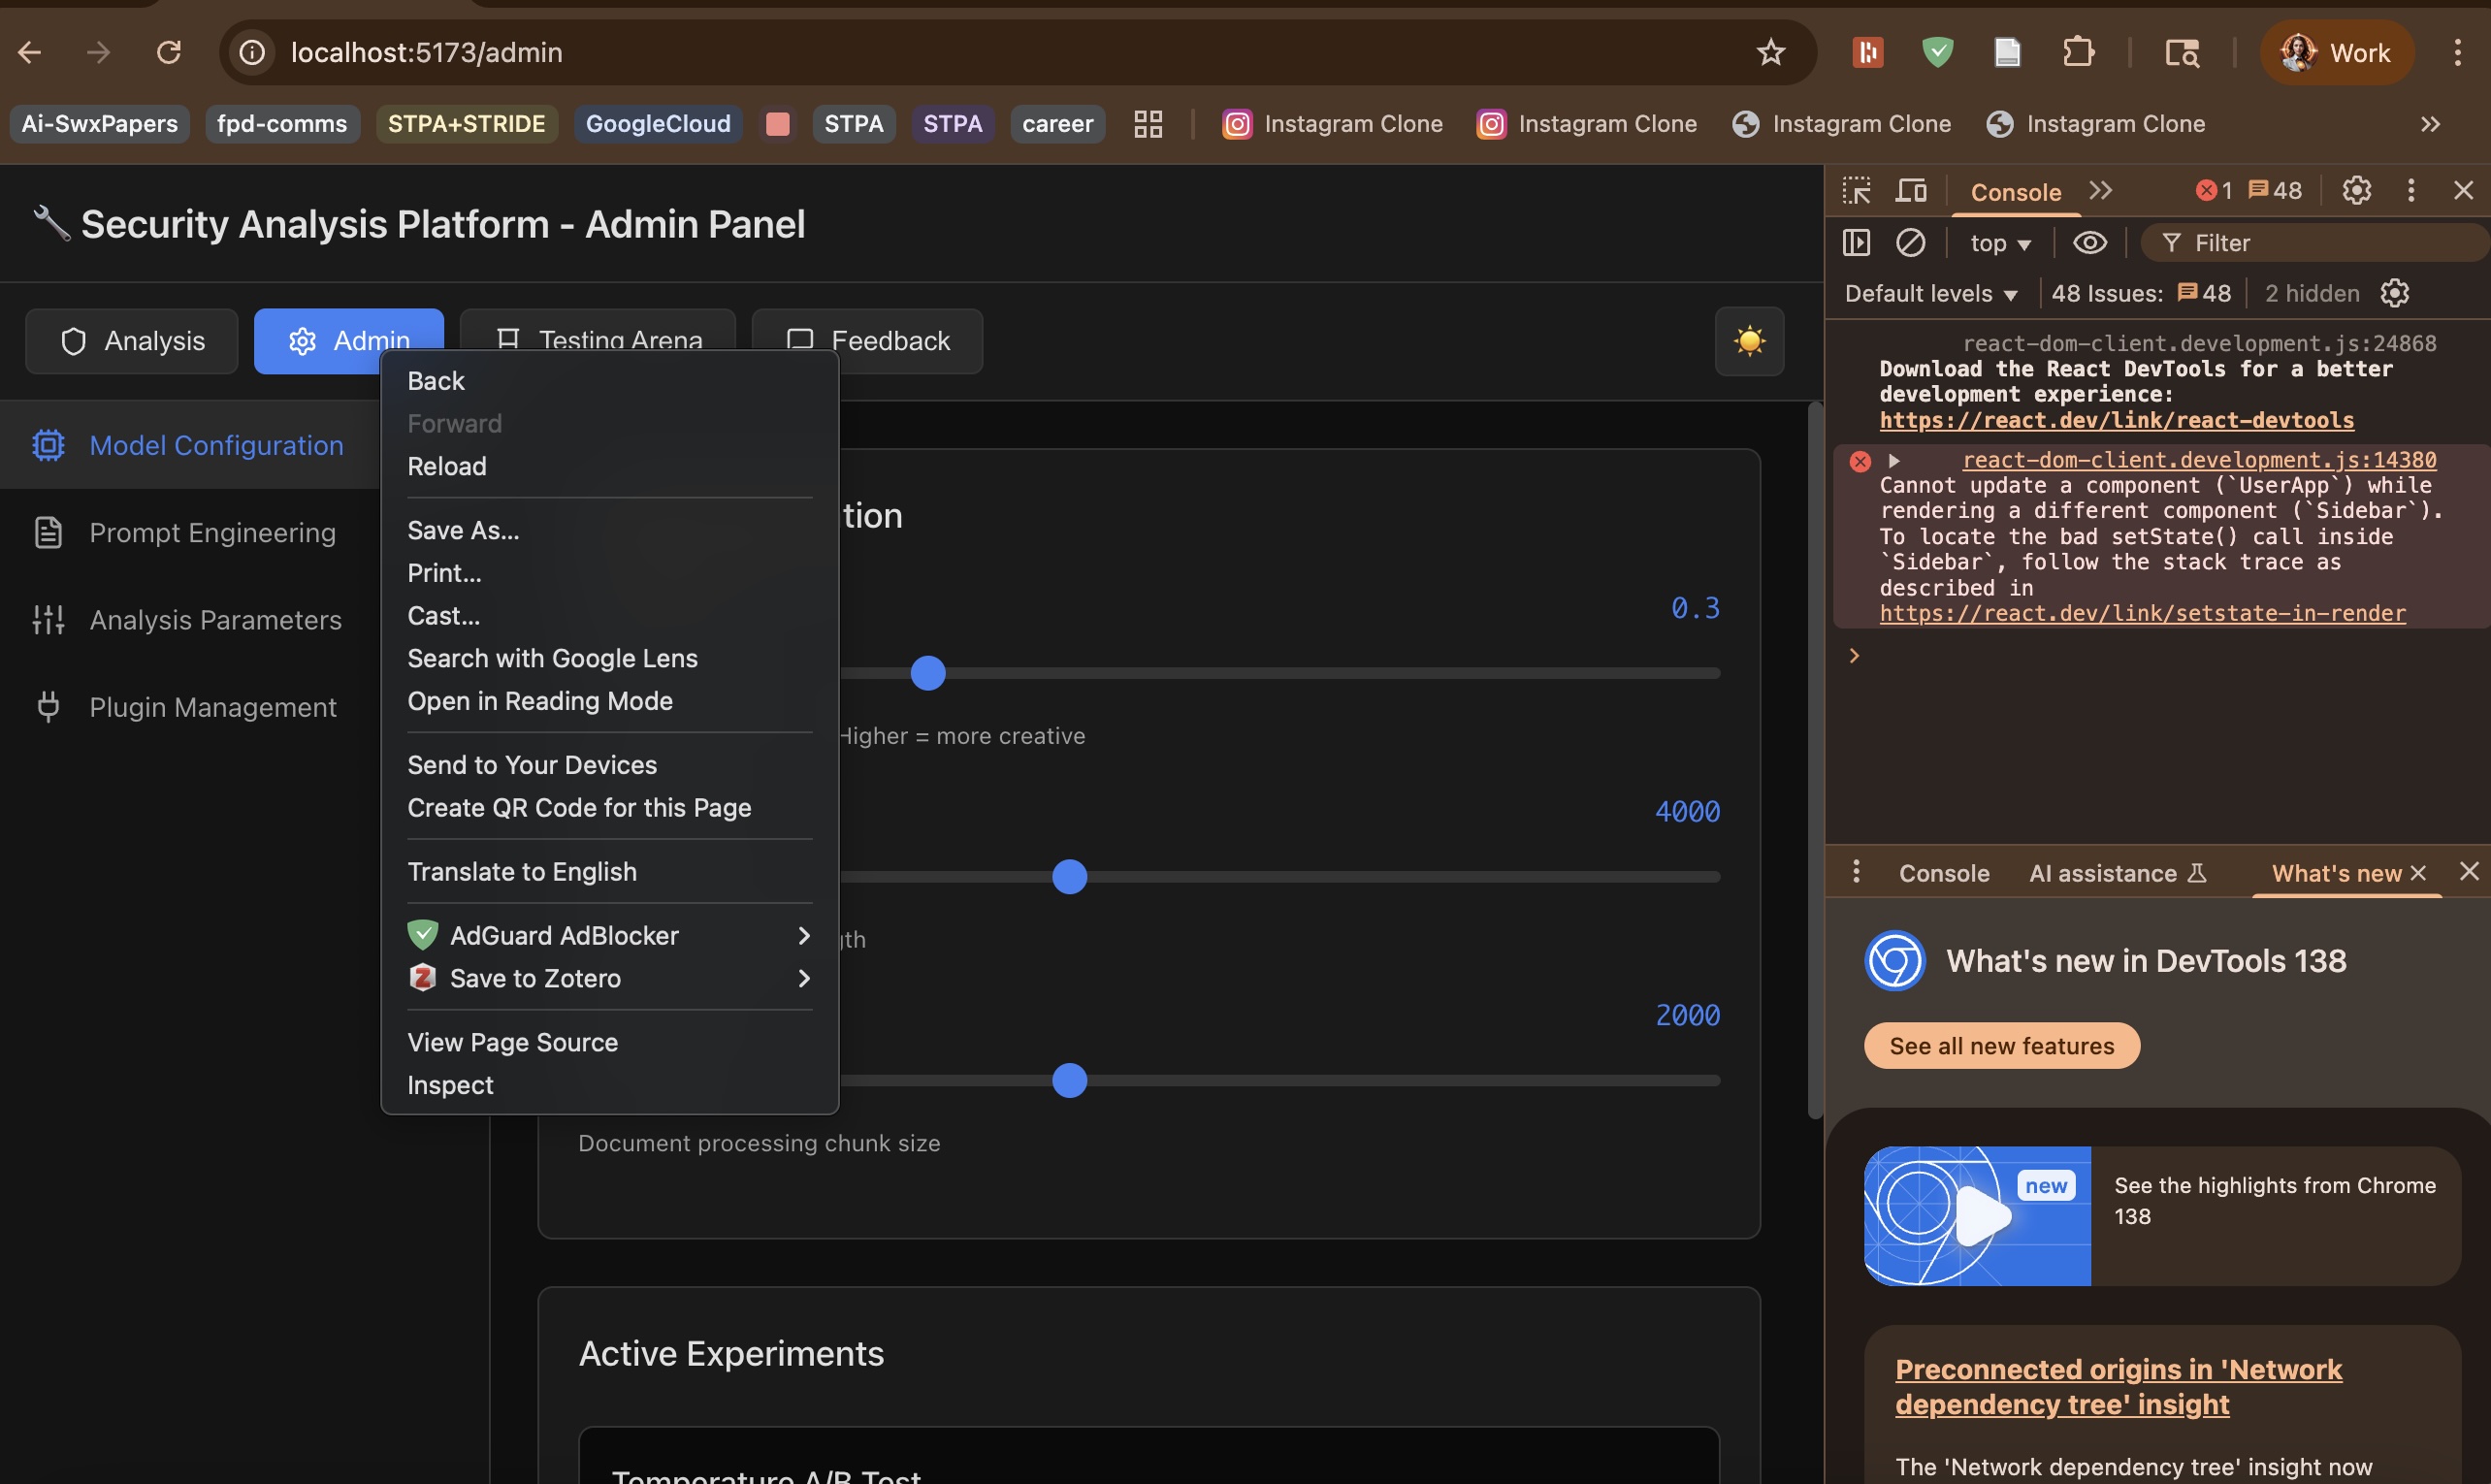 localhost:5173/admin
Work
Ai-SwxPapers
fpd-comms
STPA+STRIDE
GoogleCloud
STPA
STPA
career
Instagram Clone
Instagram Clone
Instagram Clone
Instagram Clone
Security Analysis Platform - Admin Panel
Analysis
Admin
Testing Arena
Feedback
Model Configuration
Prompt Engineering
Analysis Parameters
Plugin Management
Back
Forward
Reload
Save As...
Print...
Cast...
Search with Google Lens
Open in Reading Mode
Send to Your Devices
Create QR Code for this Page
Translate to English
AdGuard AdBlocker
Save to Zotero
View Page Source
Inspect
tion
0.3
Higher = more creative
4000
gth
2000
Document processing chunk size
Active Experiments
Temperature A/B Test
Console
1
48
top
Filter
Default levels
48 Issues:
48
2 hidden
react-dom-client.development.js:24868
Download the React DevTools for a better
development experience:
https://react.dev/link/react-devtools
react-dom-client.development.js:14380
Cannot update a component (`UserApp`) while
rendering a different component (`Sidebar`).
To locate the bad setState() call inside
`Sidebar`, follow the stack trace as
described in
https://react.dev/link/setstate-in-render
Console
AI assistance
What's new
What's new in DevTools 138
See all new features
new
See the highlights from Chrome
138
Preconnected origins in 'Network
dependency tree' insight
The 'Network dependency tree' insight now